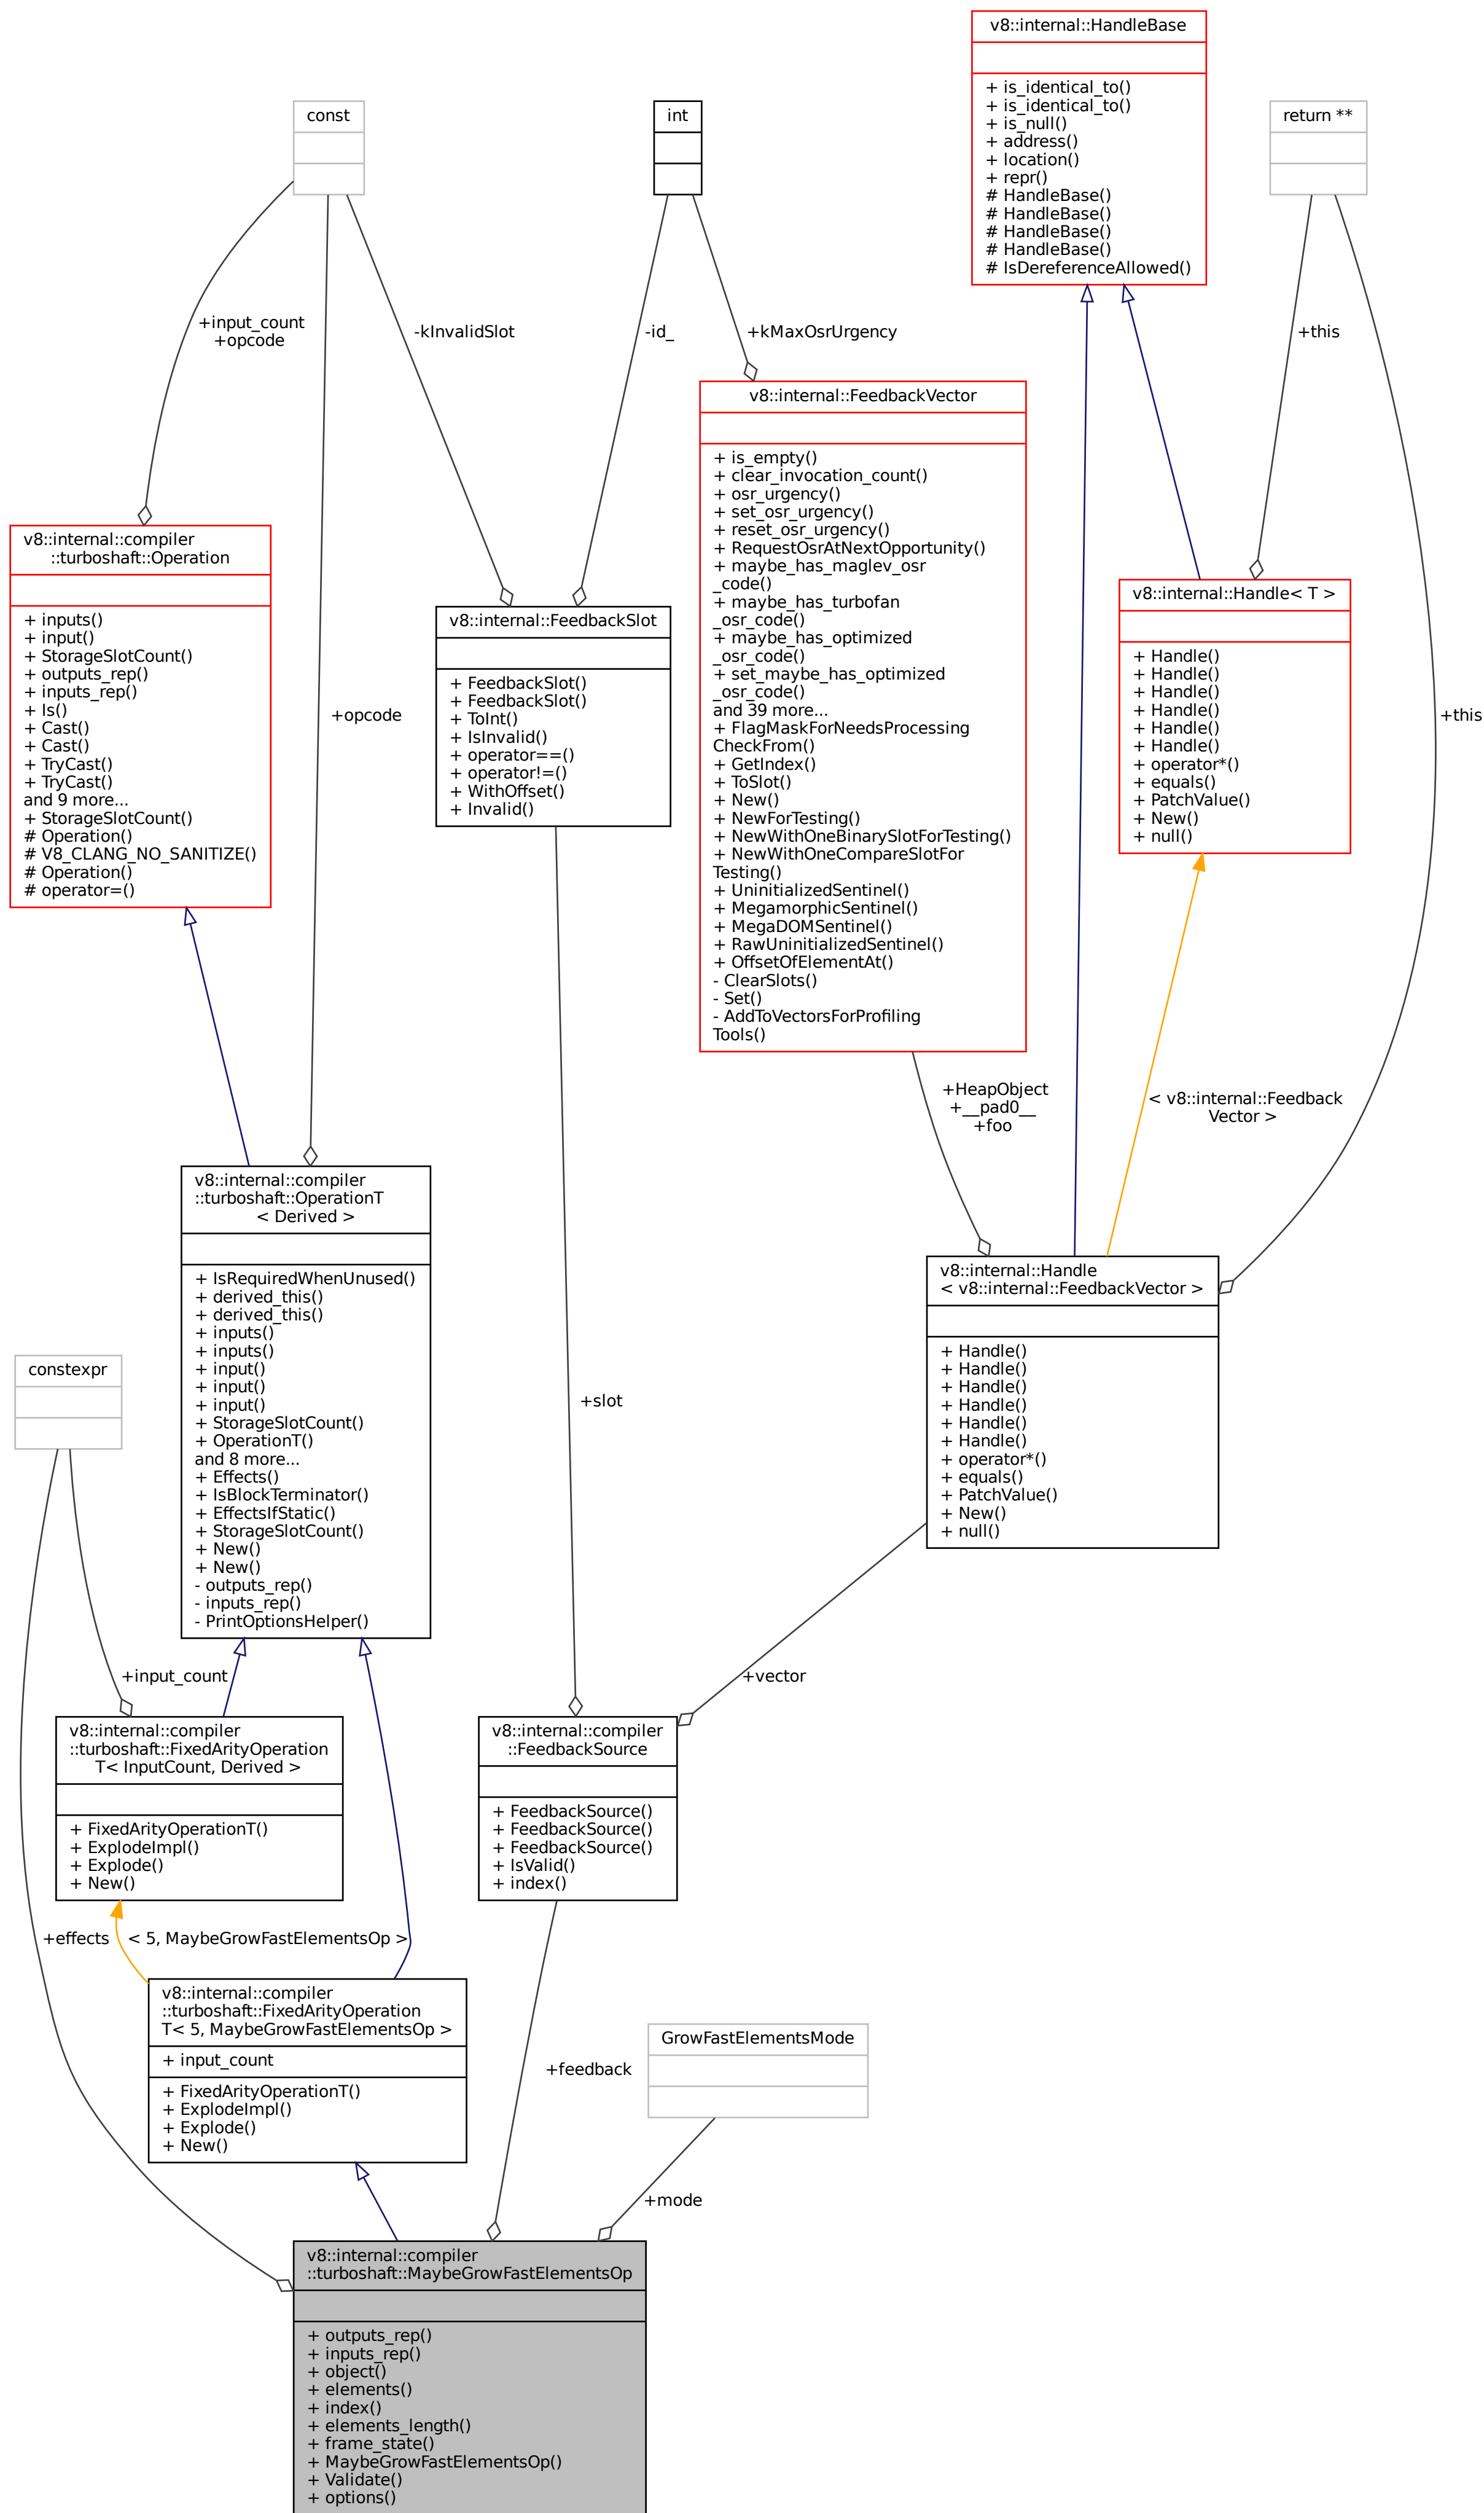 v8::internal::HandleBase
+ is_identical_to()
+ is_identical_to()
+ is_null()
+ address()
+ location()
+ repr()
# HandleBase()
# HandleBase()
# HandleBase()
# HandleBase()
# IsDereferenceAllowed()
const
int
return **
+input_count
+opcode
-kInvalidSlot
-id_
+kMaxOsrUrgency
+this
v8::internal::FeedbackVector
+ is_empty()
+ clear_invocation_count()
+ osr_urgency()
+ set_osr_urgency()
+ reset_osr_urgency()
+ RequestOsrAtNextOpportunity()
+ maybe_has_maglev_osr
_code()
+ maybe_has_turbofan
_osr_code()
+ maybe_has_optimized
_osr_code()
+ set_maybe_has_optimized
_osr_code()
and 39 more...
+ FlagMaskForNeedsProcessing
CheckFrom()
+ GetIndex()
+ ToSlot()
+ New()
+ NewForTesting()
+ NewWithOneBinarySlotForTesting()
+ NewWithOneCompareSlotFor
Testing()
+ UninitializedSentinel()
+ MegamorphicSentinel()
+ MegaDOMSentinel()
+ RawUninitializedSentinel()
+ OffsetOfElementAt()
- ClearSlots()
- Set()
- AddToVectorsForProfiling
Tools()
v8::internal::compiler
::turboshaft::Operation
+ inputs()
+ input()
+ StorageSlotCount()
+ outputs_rep()
+ inputs_rep()
+ Is()
+ Cast()
+ Cast()
+ TryCast()
+ TryCast()
and 9 more...
+ StorageSlotCount()
# Operation()
# V8_CLANG_NO_SANITIZE()
# Operation()
# operator=()
+opcode
v8::internal::FeedbackSlot
+ FeedbackSlot()
+ FeedbackSlot()
+ ToInt()
+ IsInvalid()
+ operator==()
+ operator!=()
+ WithOffset()
+ Invalid()
v8::internal::Handle< T >
+ Handle()
+ Handle()
+ Handle()
+ Handle()
+ Handle()
+ Handle()
+ operator*()
+ equals()
+ PatchValue()
+ New()
+ null()
+this
+HeapObject
+__pad0__
+foo
< v8::internal::Feedback
Vector >
v8::internal::compiler
::turboshaft::OperationT
< Derived >
+ IsRequiredWhenUnused()
+ derived_this()
+ derived_this()
+ inputs()
+ inputs()
+ input()
+ input()
+ input()
+ StorageSlotCount()
+ OperationT()
and 8 more...
+ Effects()
+ IsBlockTerminator()
+ EffectsIfStatic()
+ StorageSlotCount()
+ New()
+ New()
- outputs_rep()
- inputs_rep()
- PrintOptionsHelper()
v8::internal::Handle
< v8::internal::FeedbackVector >
+ Handle()
+ Handle()
+ Handle()
+ Handle()
+ Handle()
+ Handle()
+ operator*()
+ equals()
+ PatchValue()
+ New()
+ null()
constexpr
+slot
+input_count
+vector
v8::internal::compiler
::turboshaft::FixedArityOperation
T< InputCount, Derived >
+ FixedArityOperationT()
+ ExplodeImpl()
+ Explode()
+ New()
v8::internal::compiler
::FeedbackSource
+ FeedbackSource()
+ FeedbackSource()
+ FeedbackSource()
+ IsValid()
+ index()
+effects
< 5, MaybeGrowFastElementsOp >
v8::internal::compiler
::turboshaft::FixedArityOperation
T< 5, MaybeGrowFastElementsOp >
+ input_count
+ FixedArityOperationT()
+ ExplodeImpl()
+ Explode()
+ New()
+feedback
GrowFastElementsMode
+mode
v8::internal::compiler
::turboshaft::MaybeGrowFastElementsOp
+ outputs_rep()
+ inputs_rep()
+ object()
+ elements()
+ index()
+ elements_length()
+ frame_state()
+ MaybeGrowFastElementsOp()
+ Validate()
+ options()